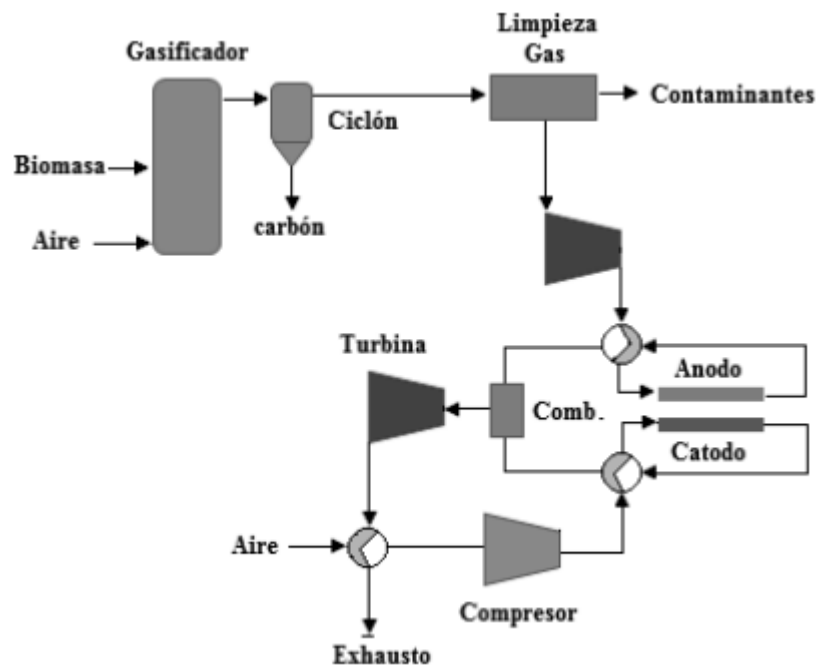 Limpieza
Gas
Gasificador
Contaminantes
Ciclón
Biomasa
carbón
Aire
Turbina
Anodo
Comb.
Catodo
Aire
Compresor
Exhausto